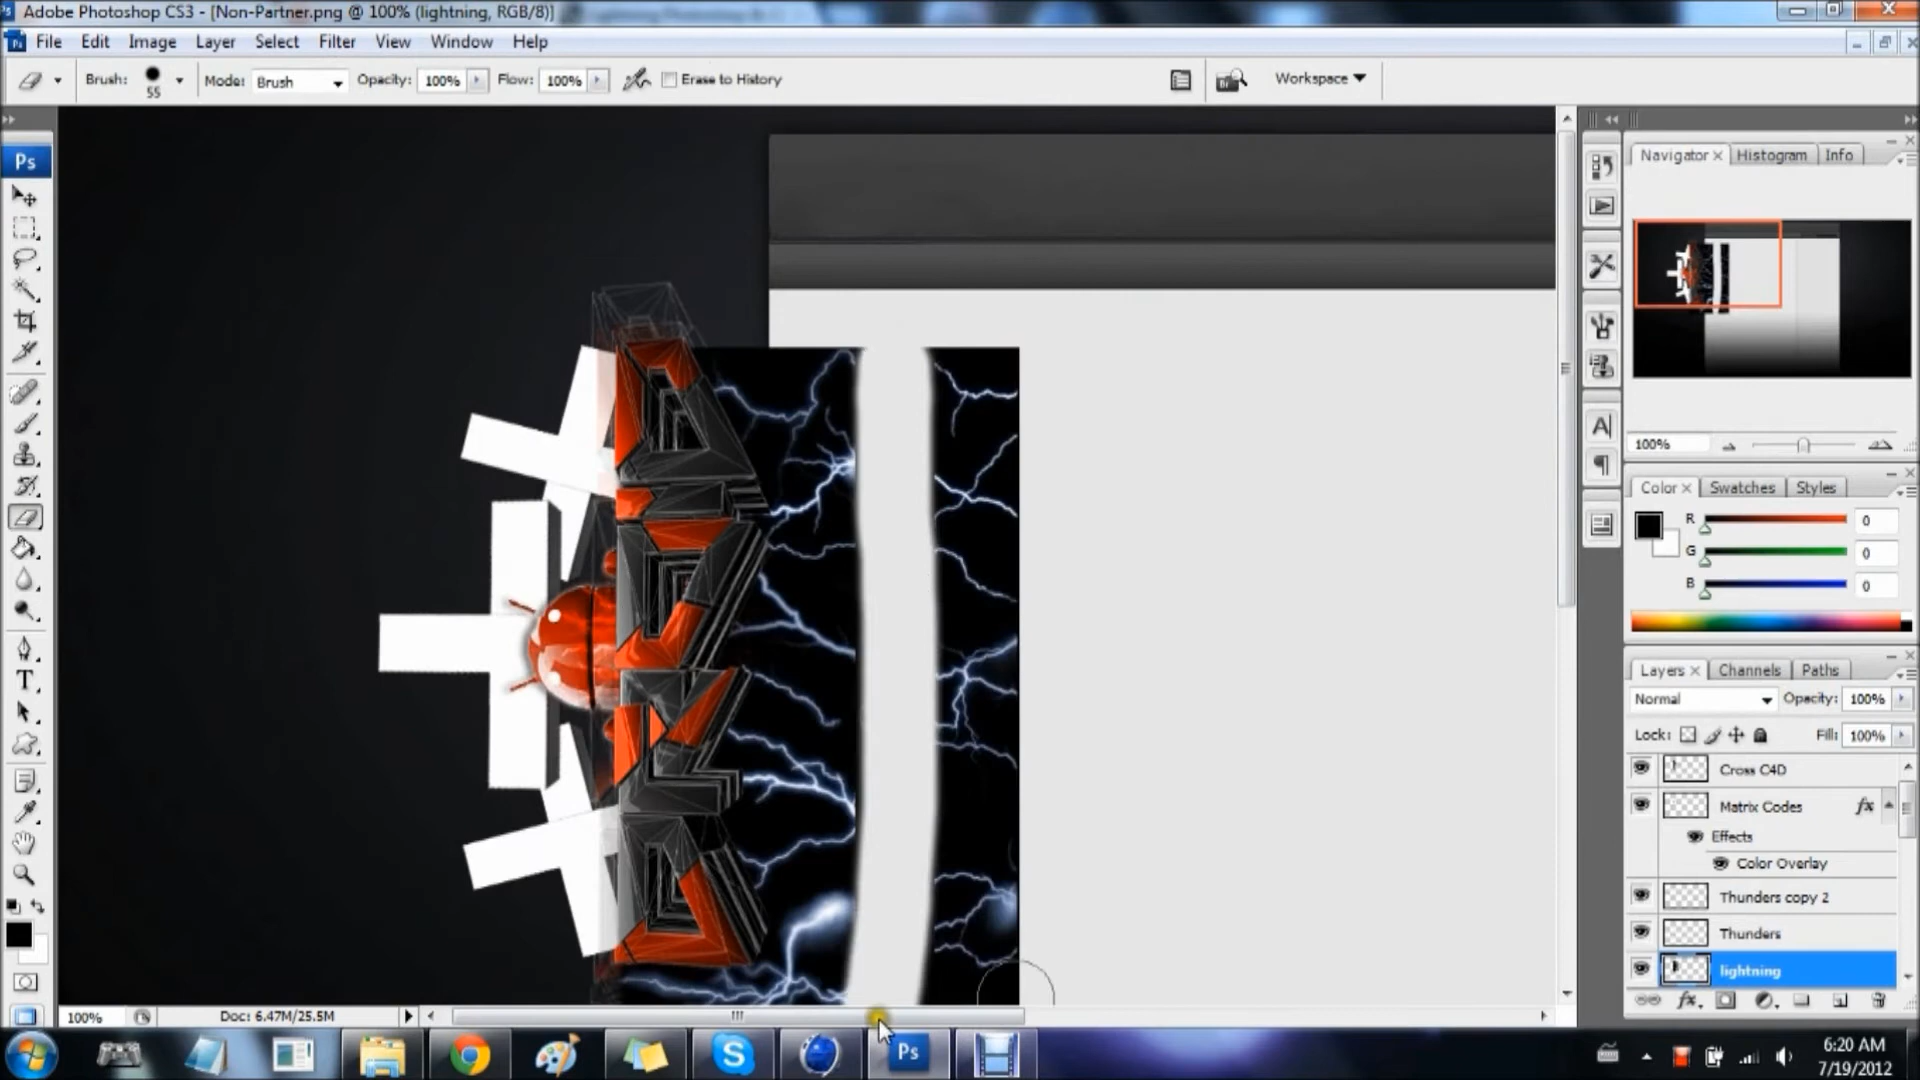 Adobe Photoshop CS3 - [Non-Partner.png @ 100% (lightning, RGB/8)]
File Edit Image Layer Select Filter View Window Help
Brush: 55 Mode: Brush Opacity: 100% Flow: 100% Erase to History Workspace
Ps
Navigator Histogram Info
100%
Color Swatches Styles
R 0
G 0
B 0
Layers Channels Paths
Normal Opacity: 100%
Lock: Fill: 100%
Cross C4D
Matrix Codes fx
Effects
Color Overlay
Thunders copy 2
Thunders
lightning
100% Doc: 6.47M/25.5M
Ps
6:20 AM
7/19/2012